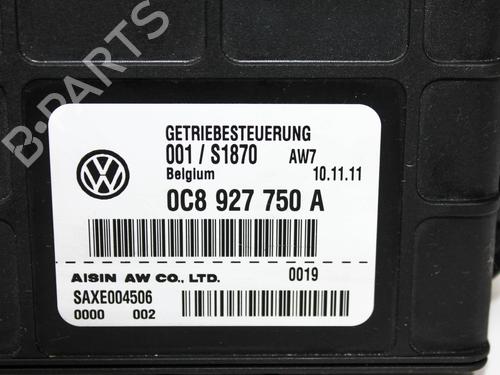 B-PARTS
GETRIEBESTEUERUNG
001 / S1870 AW7
Belgium 10.11.11
0C8 927 750 A
AISIN AW CO., LTD. 0019
SAXE004506
0000 002